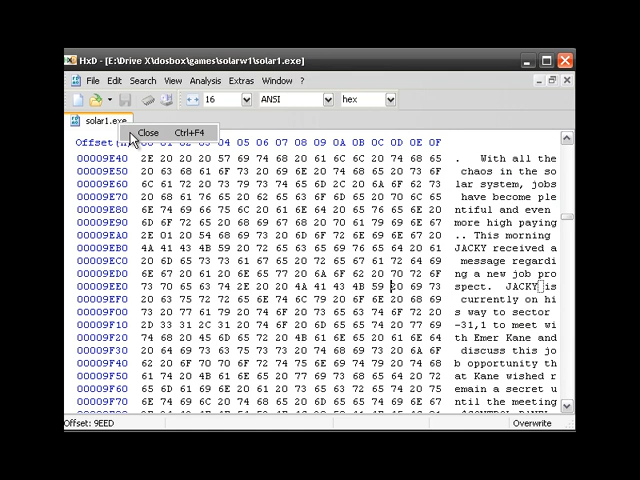 HxD - [E:\Drive X\dosbox\games\solarw1\solar1.exe]
File Edit Search View Analysis Extras Window ?
16 ANSI hex
solar1.exe
Close Ctrl+F4
Offset(h) 03 04 05 06 07 08 09 0A 0B 0C 0D 0E 0F
00009E40 2E 20 20 20 57 69 74 68 20 61 6C 6C 20 74 68 65 . With all the
00009E50 20 63 68 61 6F 73 20 69 6E 20 74 68 65 20 73 6F chaos in the so
00009E60 6C 61 72 20 73 79 73 74 65 6D 2C 20 6A 6F 62 73 lar system, jobs
00009E70 20 68 61 76 65 20 62 65 63 6F 6D 65 20 70 6C 65 have become ple
00009E80 6E 74 69 66 75 6C 20 61 6E 64 20 65 76 65 6E 20 ntiful and even
00009E90 6D 6F 72 65 20 68 69 67 68 20 70 61 79 69 6E 67 more high paying
00009EA0 2E 01 20 54 68 69 73 20 6D 6F 72 6E 69 6E 67 20 .. This morning
00009EB0 4A 41 43 4B 59 20 72 65 63 65 69 76 65 64 20 61 JACKY received a
00009EC0 20 6D 65 73 73 61 67 65 20 72 65 67 61 72 64 69 message regardi
00009ED0 6E 67 20 61 20 6E 65 77 20 6A 6F 62 20 70 72 6F ng a new job pro
00009EE0 73 70 65 63 74 2E 20 20 4A 41 43 4B 59 20 69 73 spect. JACKY is
00009EF0 20 63 75 72 72 65 6E 74 6C 79 20 6F 6E 20 68 69 currently on hi
00009F00 73 20 77 61 79 20 74 6F 20 73 65 63 74 6F 72 20 s way to sector
00009F10 2D 33 31 2C 31 20 74 6F 20 6D 65 65 74 20 77 69 -31,1 to meet wi
00009F20 74 68 20 45 6D 65 72 20 4B 61 6E 65 20 61 6E 64 th Emer Kane and
00009F30 20 64 69 73 63 75 73 73 20 74 68 69 73 20 6A 6F discuss this jo
00009F40 62 20 6F 70 70 6F 72 74 75 6E 69 74 79 20 74 68 b opportunity th
00009F50 61 74 20 4B 61 6E 65 20 77 69 73 68 65 64 20 72 at Kane wished r
00009F60 65 6D 61 69 6E 20 61 20 73 65 63 72 65 74 20 75 emain a secret u
00009F70 6E 74 69 6C 20 74 68 65 20 6D 65 65 74 69 6E 67 ntil the meeting
Offset: 9EED Overwrite